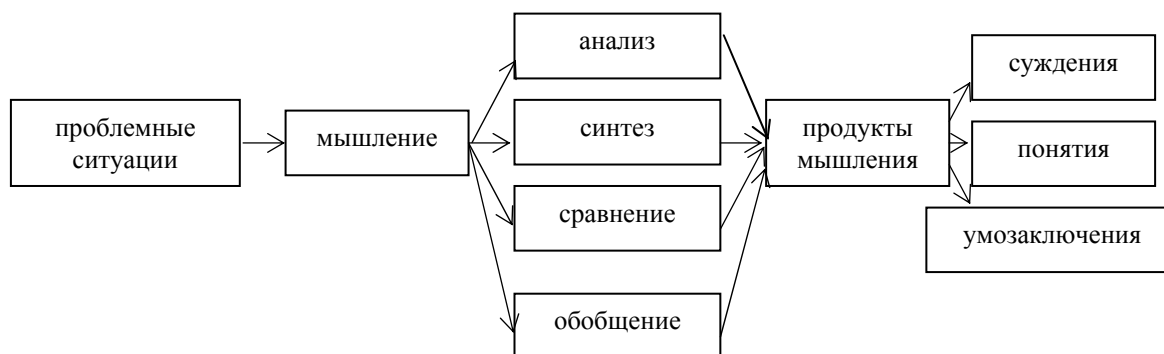 проблемные
ситуации
мышление
анализ
синтез
сравнение
обобщение
продукты
мышления
суждения
понятия
умозаключения